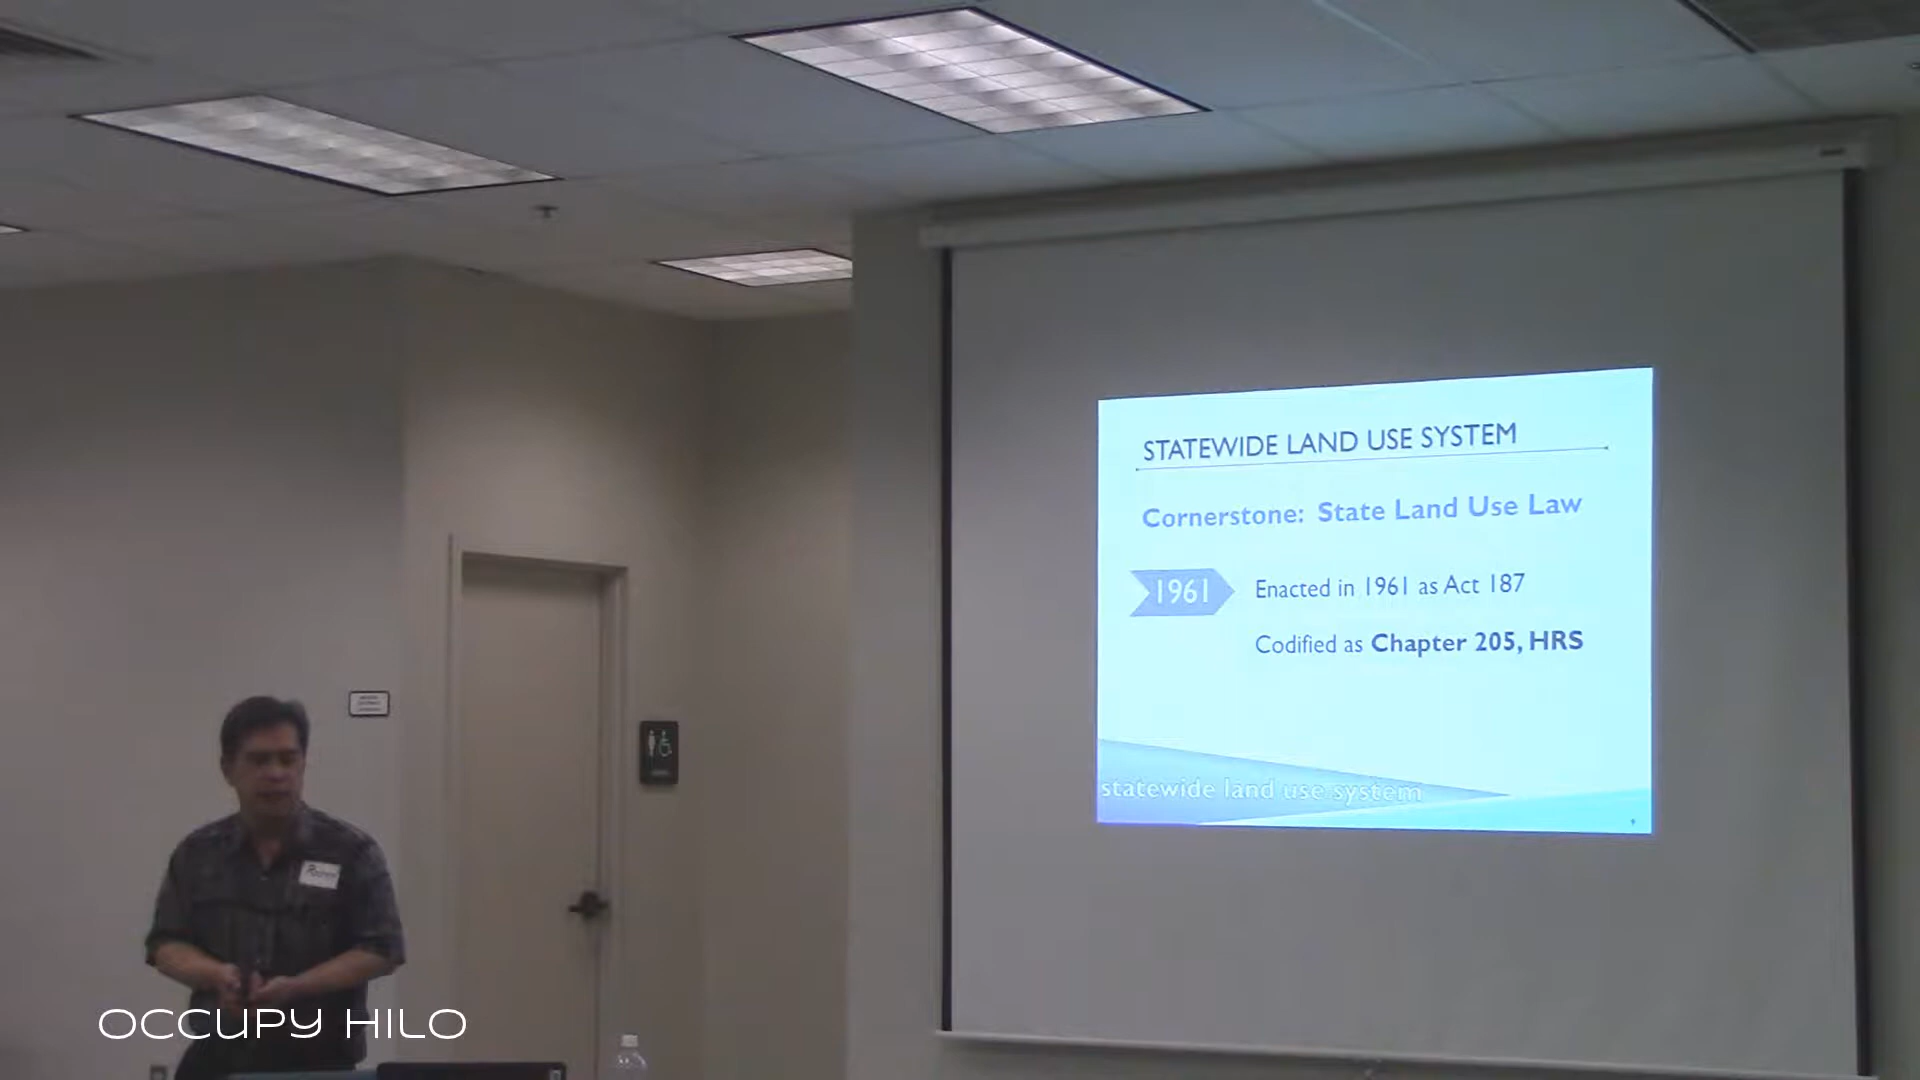 STATEWIDE LAND USE SYSTEM
Cornerstone: State Land Use Law
1961
Enacted in 1961 as Act 187
Codified as Chapter 205, HRS
statewide land use system
OCCUPY HILO